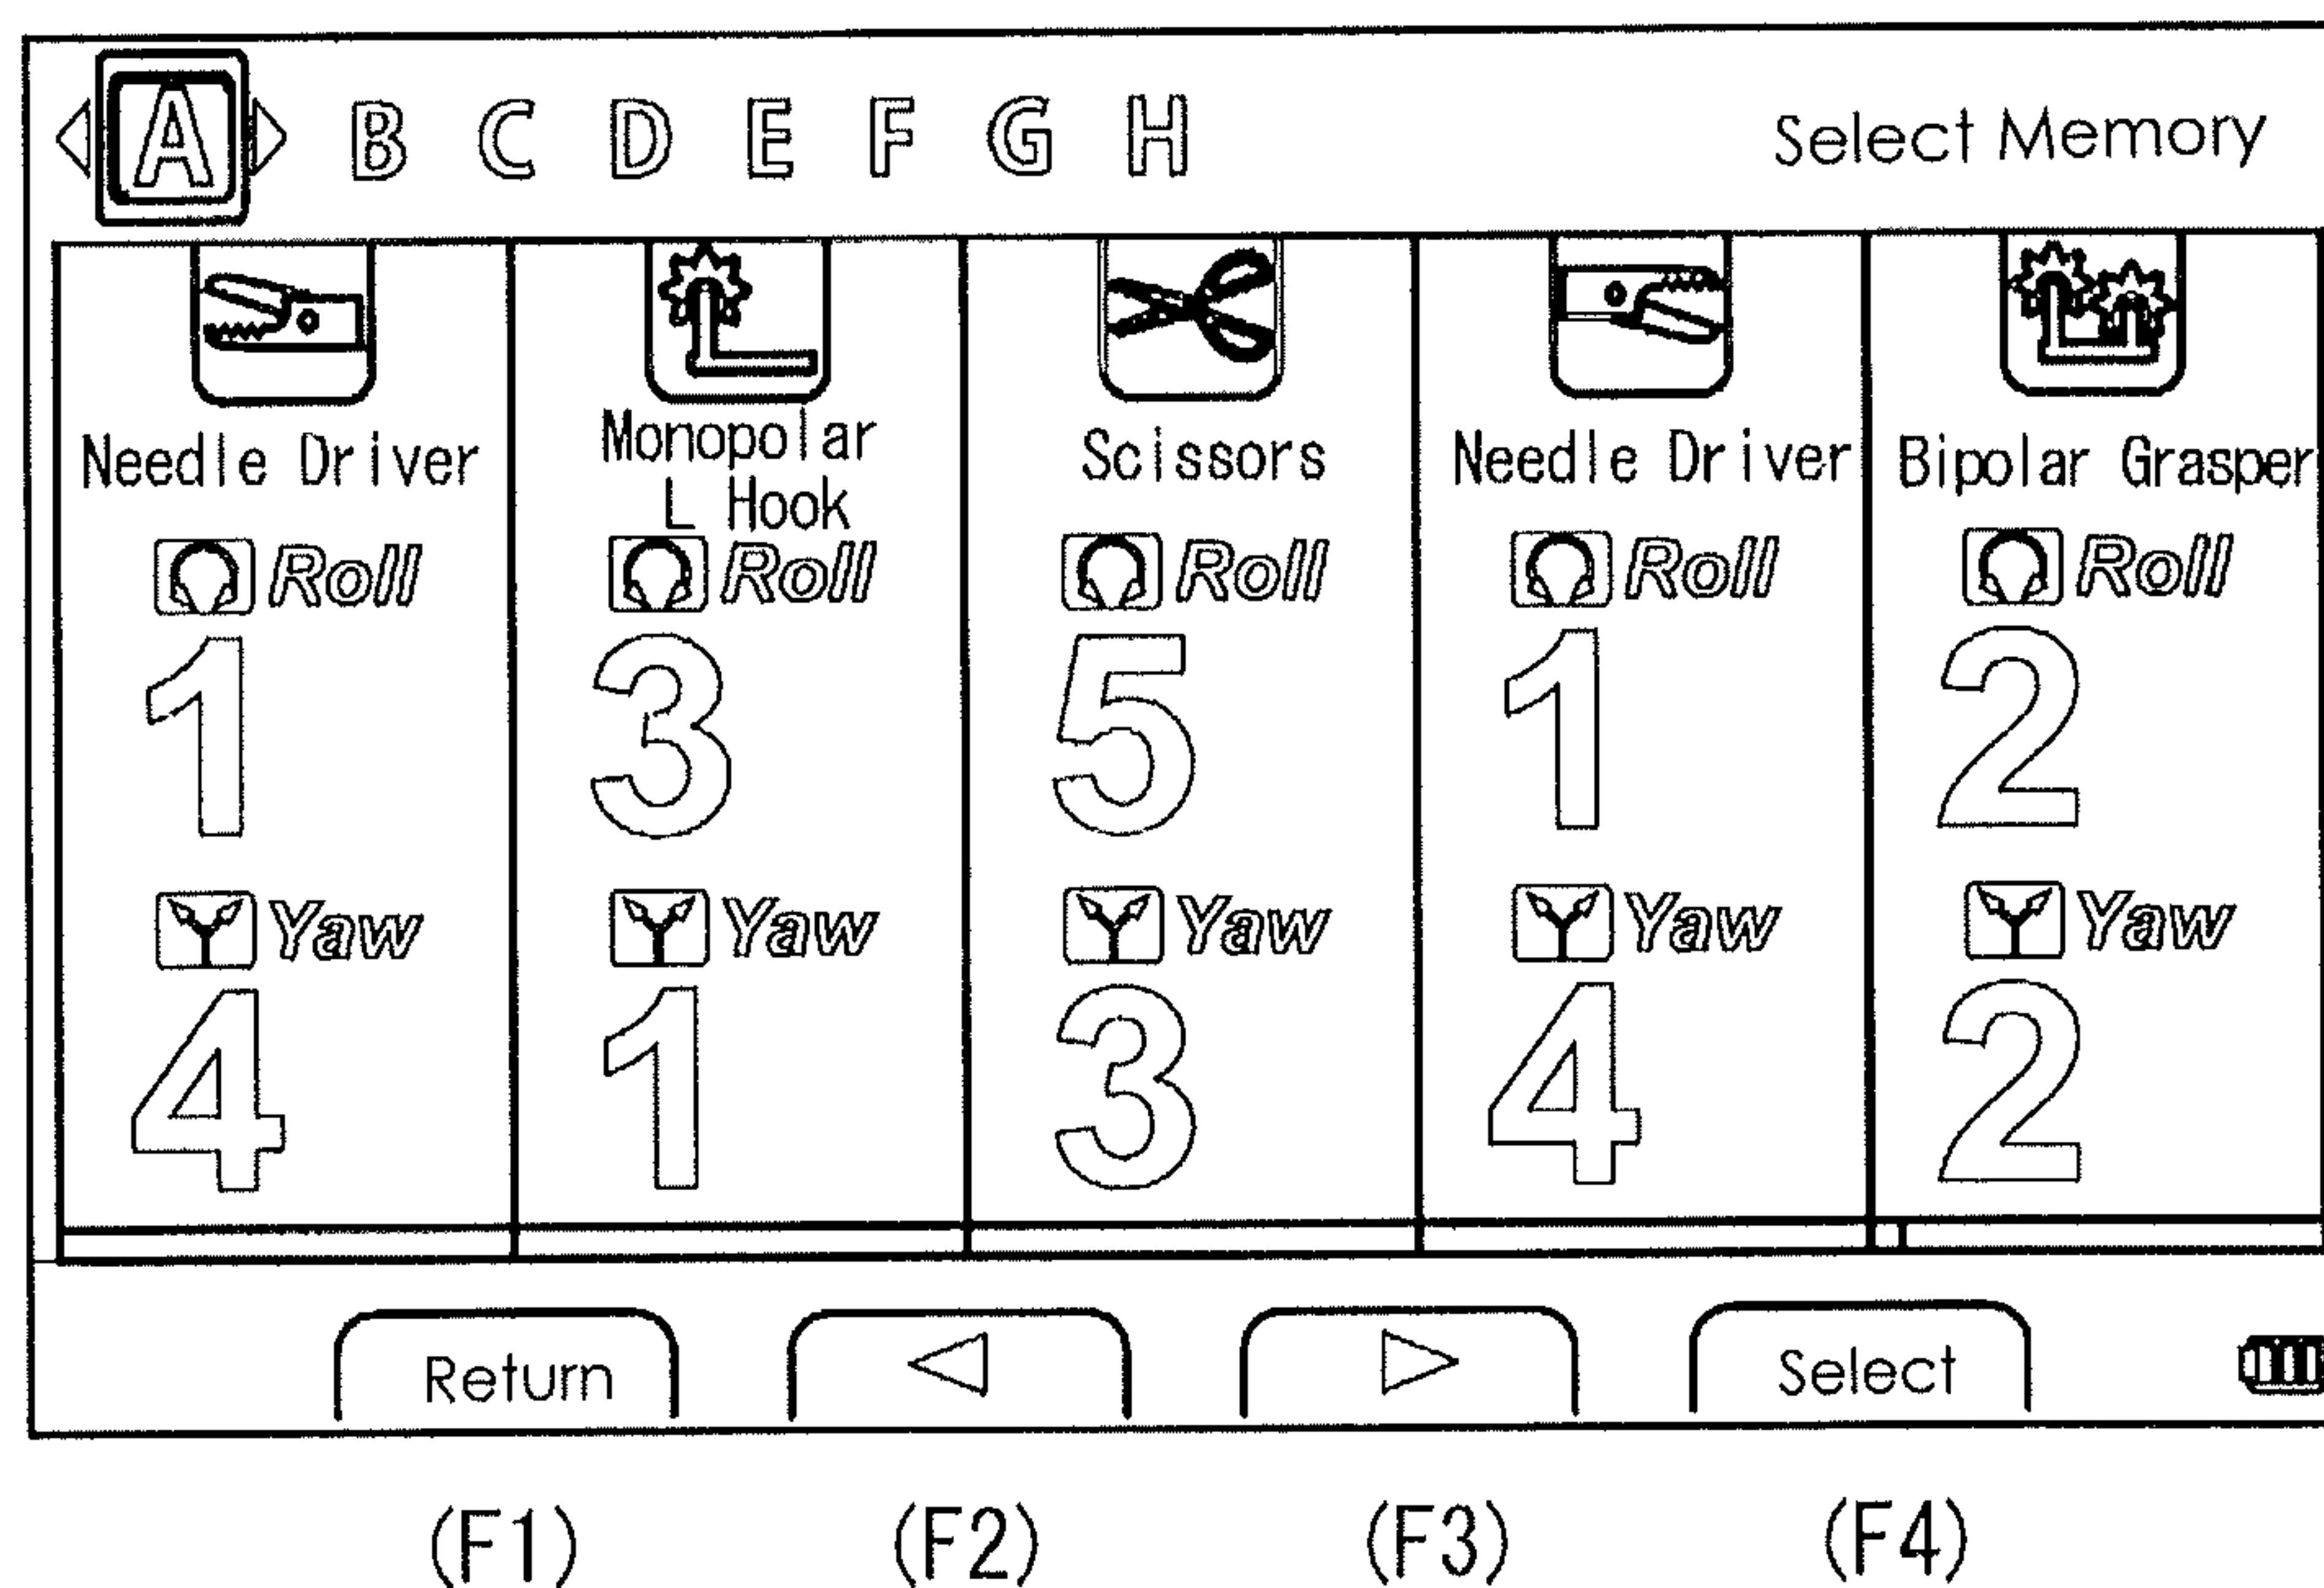 A B C D E F G H Select Memory
Needle Driver Monopolar L Hook Scissors Needle Driver Bipolar Grasper
Roll Roll Roll Roll Roll
1 3 5 1 2
Yaw Yaw Yaw Yaw Yaw
4 1 3 4 2
Return Select
(F1) (F2) (F3) (F4)